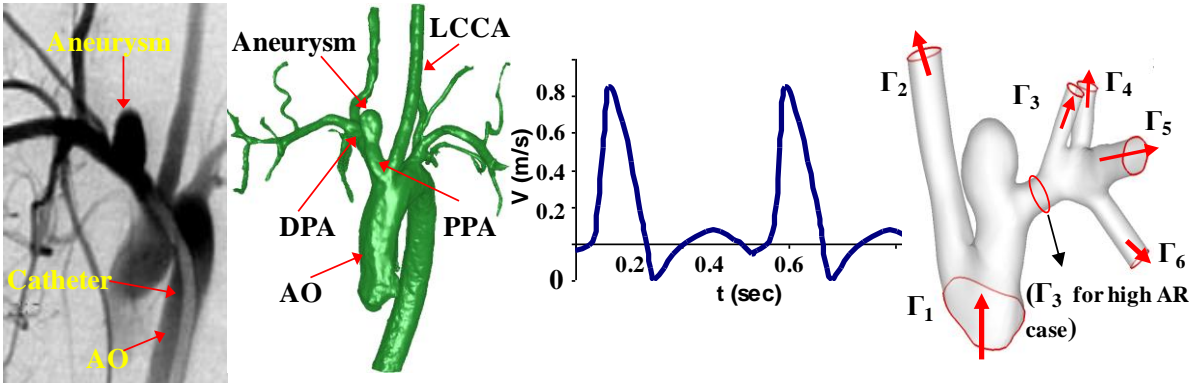 Aneurysm
Catheter
AO
Aneurysm
LCCA
DPA
PPA
AO
V (m/s)
0.8
0.6
0.4
0.2
0
0.2
0.4
0.6
t (sec)
Γ2
Γ3
Γ4
Γ5
Γ6
Γ1
(Γ3 for high AR
case)